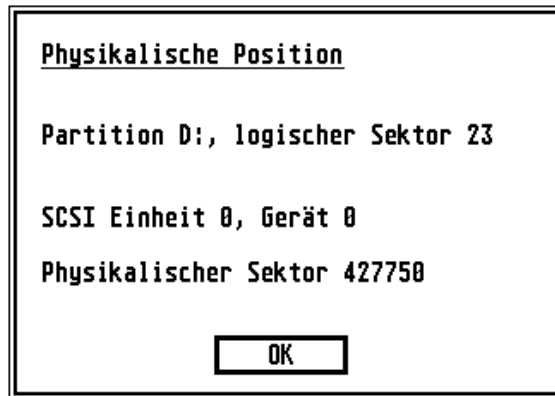 Physikalische Position
Partition D:, logischer Sektor 23
SCSI Einheit 0, Gerät 0
Physikalischer Sektor 427750
OK